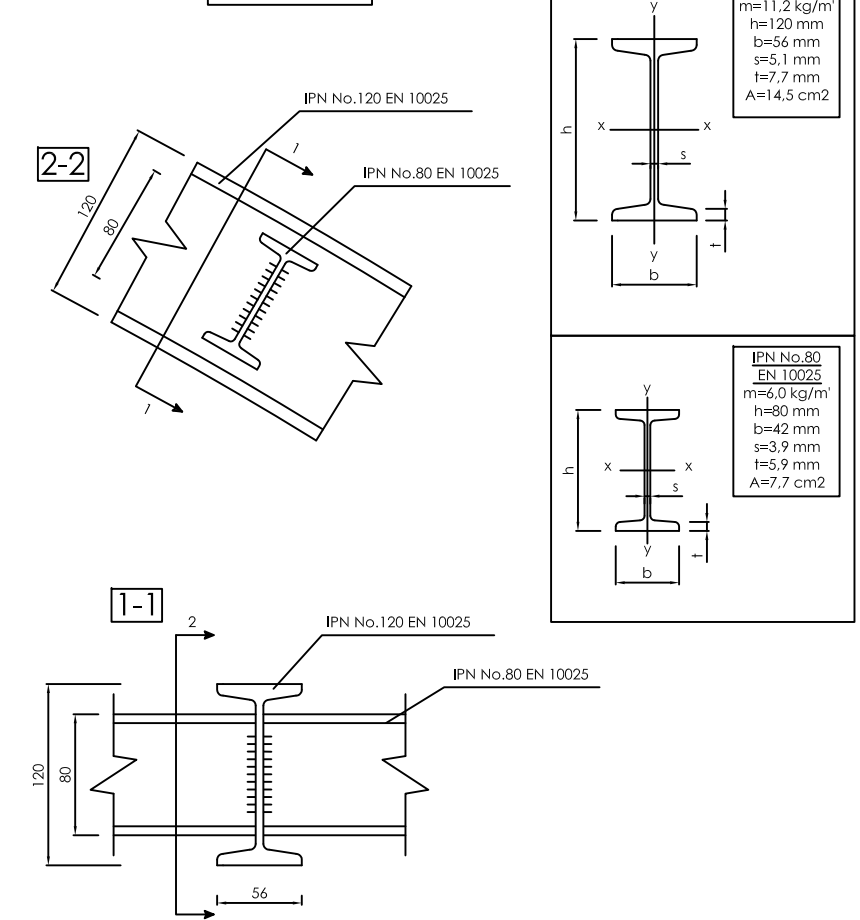 y
m=11,2 kg/m'
h=120 mm
b=56 mm
s=5,1 mm
t=7,7 mm
A=14,5 cm2
h
x
x
s
y
t
b
IPN No.120 EN 10025
2-2
1
IPN No.80 EN 10025
120
80
1
IPN No.80
EN 10025
m=6,0 kg/m'
h=80 mm
b=42 mm
s=3,9 mm
t=5,9 mm
A=7,7 cm2
y
h
x
x
s
y
t
b
1-1
2
IPN No.120 EN 10025
IPN No.80 EN 10025
120
80
56